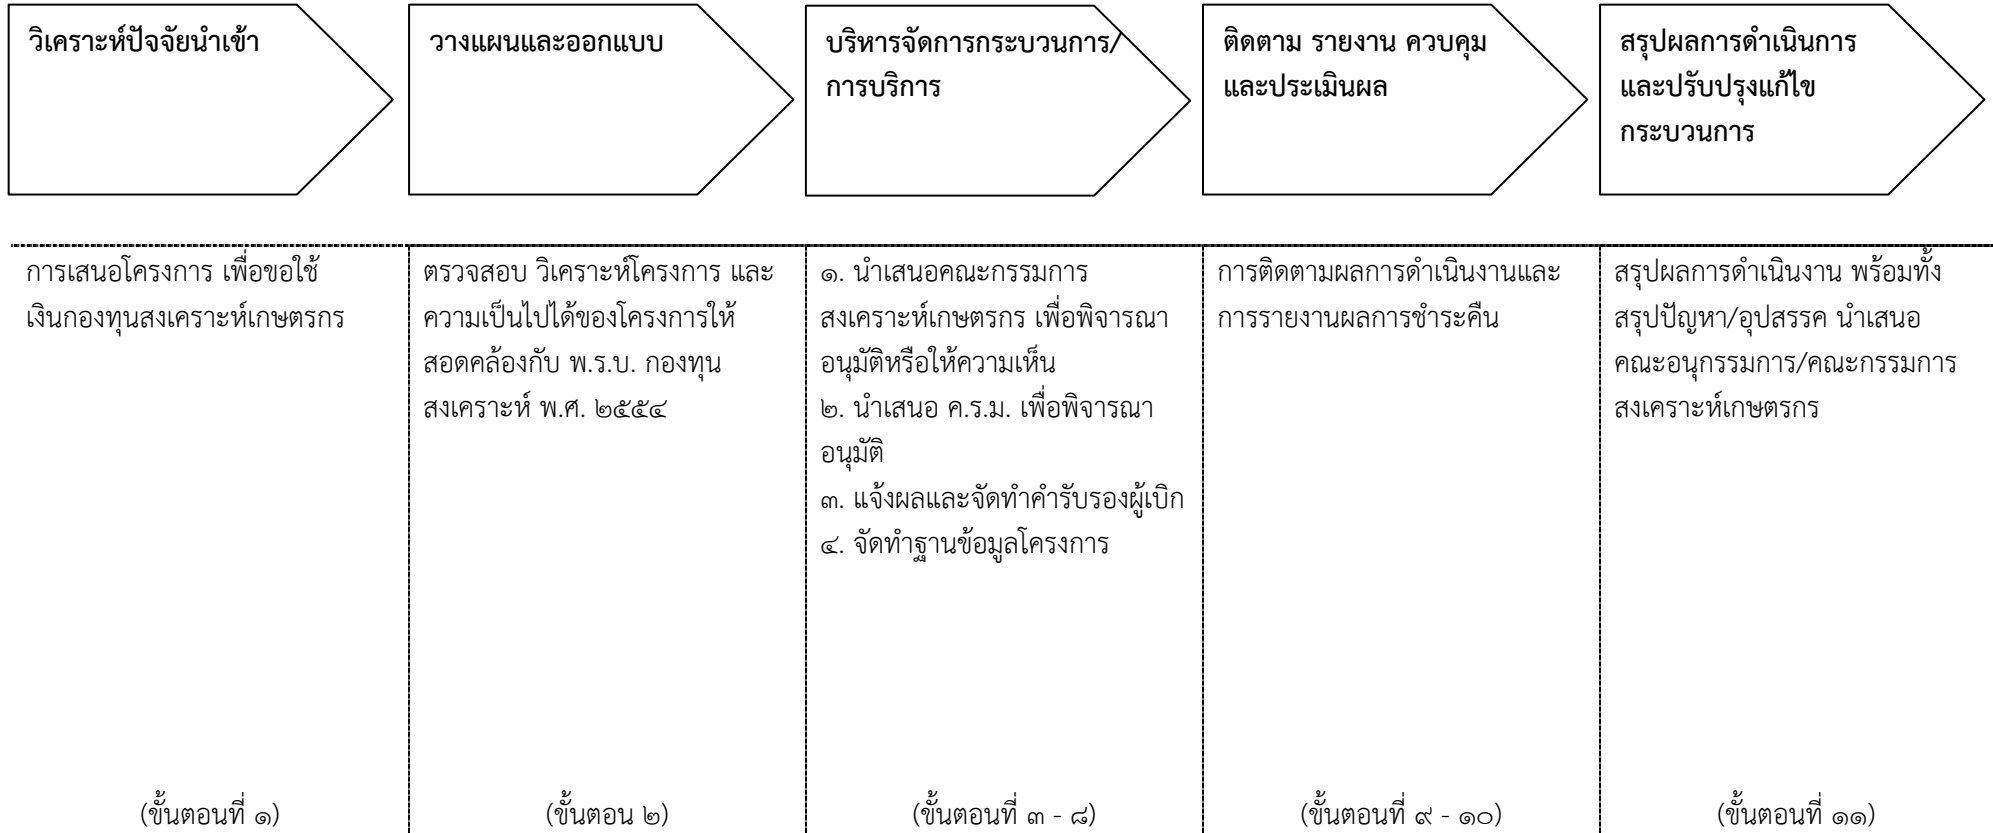 วิเคราะห์ปัจจัยนำเข้า
วางแผนและออกแบบ
บริหารจัดการกระบวนการ/
การบริการ
ติดตาม รายงาน ควบคุม
และประเมินผล
สรุปผลการดำเนินการ
และปรับปรุงแก้ไข
กระบวนการ
การเสนอโครงการ เพื่อขอใช้
เงินกองทุนสงเคราะห์เกษตรกร
ตรวจสอบ วิเคราะห์โครงการ และ
ความเป็นไปได้ของโครงการให้
สอดคล้องกับ พ.ร.บ. กองทุน
สงเคราะห์ พ.ศ. ๒๕๕๔
๑. นำเสนอคณะกรรมการ
สงเคราะห์เกษตรกร เพื่อพิจารณา
อนุมัติหรือให้ความเห็น
๒. นำเสนอ ค.ร.ม. เพื่อพิจารณา
อนุมัติ
๓. แจ้งผลและจัดทำคำรับรองผู้เบิก
๔. จัดทำฐานข้อมูลโครงการ
การติดตามผลการดำเนินงานและ
การรายงานผลการชำระคืน
สรุปผลการดำเนินงาน พร้อมทั้ง
สรุปปัญหา/อุปสรรค นำเสนอ
คณะอนุกรรมการ/คณะกรรมการ
สงเคราะห์เกษตรกร
(ขั้นตอนที่ ๑)
(ขั้นตอน ๒)
(ขั้นตอนที่ ๓ - ๘)
(ขั้นตอนที่ ๙ - ๑๐)
(ขั้นตอนที่ ๑๑)